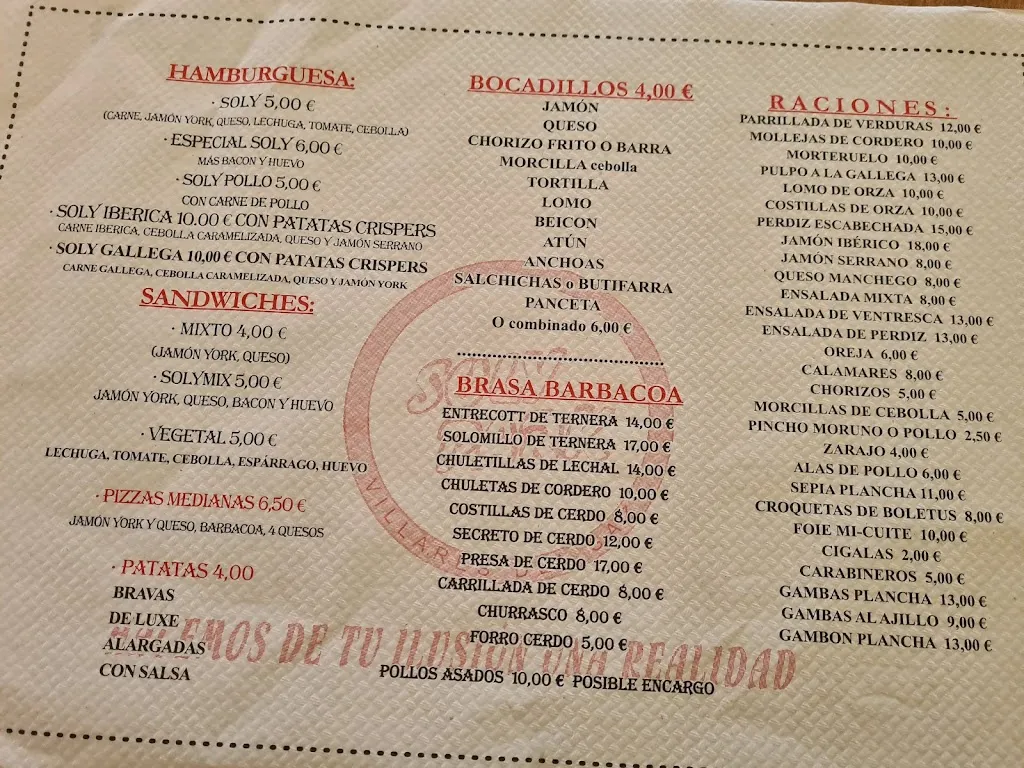 HAMBURGUESA:
· SOLY 5,00 €
(CARNE, JAMÓN YORK, QUESO, LECHUGA, TOMATE, CEBOLLA)
· ESPECIAL SOLY 6,00 €
MÁS BACON Y HUEVO
· SOLY POLLO 5,00 €
CON CARNE DE POLLO
· SOLY IBERICA 10.00 € CON PATATAS CRISPERS
CARNE IBERICA, CEBOLLA CARAMELIZADA, QUESO Y JAMÓN SERRANO
· SOLY GALLEGA 10,00 € CON PATATAS CRISPERS
CARNE GALLEGA, CEBOLLA CARAMELIZADA, QUESO Y JAMÓN YORK
SANDWICHES:
· MIXTO 4,00 €
(JAMÓN YORK, QUESO)
· SOLYMIX 5,00 €
JAMÓN YORK, QUESO, BACON Y HUEVO
· VEGETAL 5,00 €
LECHUGA, TOMATE, CEBOLLA, ESPÁRRAGO, HUEVO
· PIZZAS MEDIANAS 6,50 €
JAMÓN YORK Y QUESO, BARBACOA, 4 QUESOS
· PATATAS 4,00
BRAVAS
DE LUXE
ALARGADAS
CON SALSA
BOCADILLOS 4,00 €
JAMÓN
QUESO
CHORIZO FRITO O BARRA
MORCILLA cebolla
TORTILLA
LOMO
BEICON
ATÚN
ANCHOAS
SALCHICHAS o BUTIFARRA
PANCETA
O combinado 6,00 €
BRASA BARBACOA
ENTRECOTT DE TERNERA 14,00 €
SOLOMILLO DE TERNERA 17,00 €
CHULETILLAS DE LECHAL 14,00 €
CHULETAS DE CORDERO 10,00 €
COSTILLAS DE CERDO 8,00 €
SECRETO DE CERDO 12,00 €
PRESA DE CERDO 17,00 €
CARRILLADA DE CERDO 8,00 €
CHURRASCO 8,00 €
FORRO CERDO 5,00 €
POLLOS ASADOS 10,00 € POSIBLE ENCARGO
RACIONES:
PARRILLADA DE VERDURAS 12,00 €
MOLLEJAS DE CORDERO 10,00 €
MORTERUELO 10,00 €
PULPO A LA GALLEGA 13,00 €
LOMO DE ORZA 10,00 €
COSTILLAS DE ORZA 10,00 €
PERDIZ ESCABECHADA 15,00 €
JAMÓN IBÉRICO 18,00 €
JAMÓN SERRANO 8,00 €
QUESO MANCHEGO 8,00 €
ENSALADA MIXTA 8,00 €
ENSALADA DE VENTRESCA 13,00 €
ENSALADA DE PERDIZ 13,00 €
OREJA 6,00 €
CALAMARES 8,00 €
CHORIZOS 5,00 €
MORCILLAS DE CEBOLLA 5,00 €
PINCHO MORUNO O POLLO 2,50 €
ZARAJO 4,00 €
ALAS DE POLLO 6,00 €
SEPIA PLANCHA 11,00 €
CROQUETAS DE BOLETUS 8,00 €
FOIE MI-CUITE 10,00 €
CIGALAS 2,00 €
CARABINEROS 5,00 €
GAMBAS PLANCHA 13,00 €
GAMBAS AL AJILLO 9,00 €
GAMBON PLANCHA 13,00 €
DE TU ILUSIÓN UNA REALIDAD